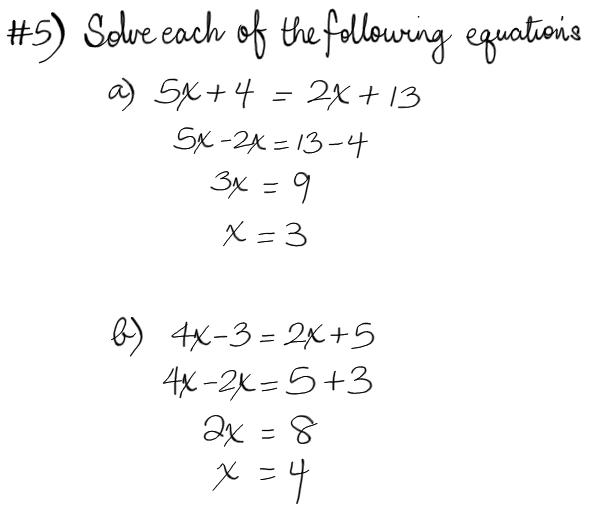 #5) Solve each of the following equations
a) 5x + 4 = 2x + 13
5x - 2x = 13 - 4
3x = 9
x = 3
b) 4x - 3 = 2x + 5
4x - 2x = 5 + 3
2x = 8
x = 4